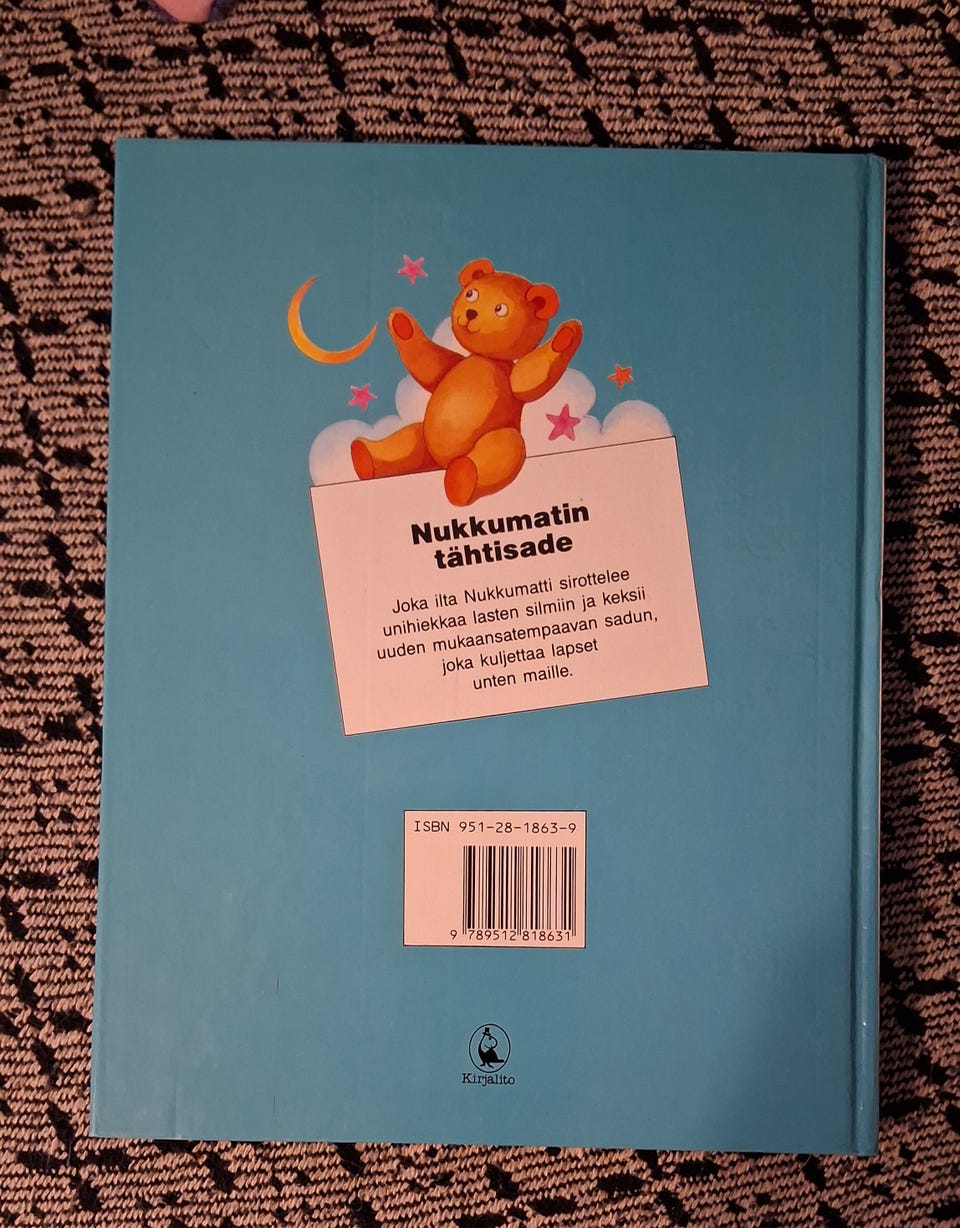 Nukkumatin
tähtisade
Joka ilta Nukkumatti sirottelee
unihiekkaa lasten silmiin ja keksii
uuden mukaansatempaavan sadun,
joka kuljettaa lapset
unten maille.
ISBN 951-28-1863-9
9 789512 818631
Kirjalito